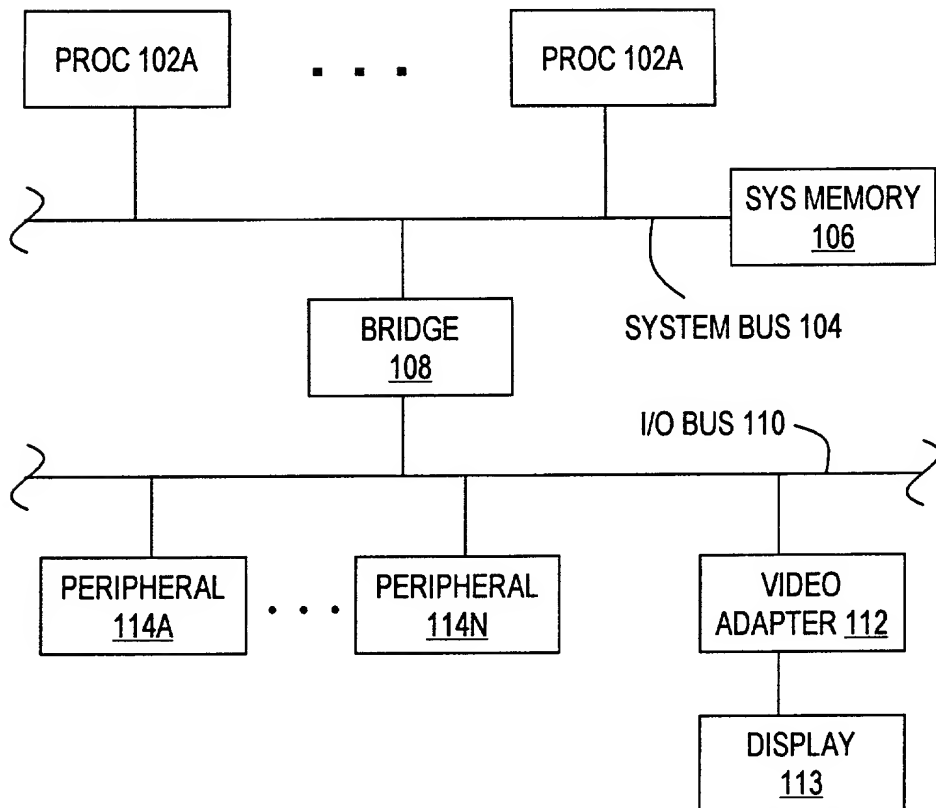 PROC 102A
PROC 102A
SYS MEMORY
106
SYSTEM BUS 104
BRIDGE
108
I/O BUS 110
PERIPHERAL
114A
PERIPHERAL
114N
VIDEO
ADAPTER 112
DISPLAY
113